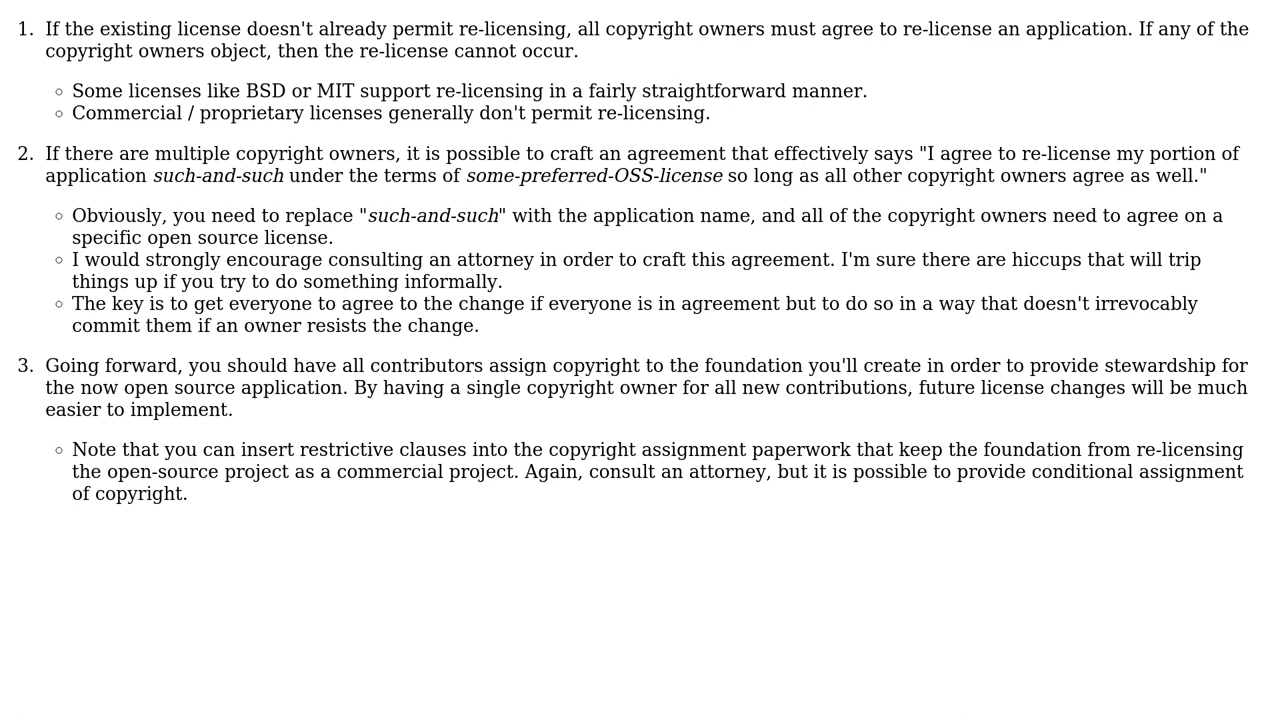 1. If the existing license doesn't already permit re-licensing, all copyright owners must agree to re-license an application. If any of the
copyright owners object, then the re-license cannot occur.
◦ Some licenses like BSD or MIT support re-licensing in a fairly straightforward manner.
◦ Commercial / proprietary licenses generally don't permit re-licensing.
2. If there are multiple copyright owners, it is possible to craft an agreement that effectively says "I agree to re-license my portion of
application such-and-such under the terms of some-preferred-OSS-license so long as all other copyright owners agree as well."
◦ Obviously, you need to replace "such-and-such" with the application name, and all of the copyright owners need to agree on a
specific open source license.
◦ I would strongly encourage consulting an attorney in order to craft this agreement. I'm sure there are hiccups that will trip
things up if you try to do something informally.
◦ The key is to get everyone to agree to the change if everyone is in agreement but to do so in a way that doesn't irrevocably
commit them if an owner resists the change.
3. Going forward, you should have all contributors assign copyright to the foundation you'll create in order to provide stewardship for
the now open source application. By having a single copyright owner for all new contributions, future license changes will be much
easier to implement.
◦ Note that you can insert restrictive clauses into the copyright assignment paperwork that keep the foundation from re-licensing
the open-source project as a commercial project. Again, consult an attorney, but it is possible to provide conditional assignment
of copyright.